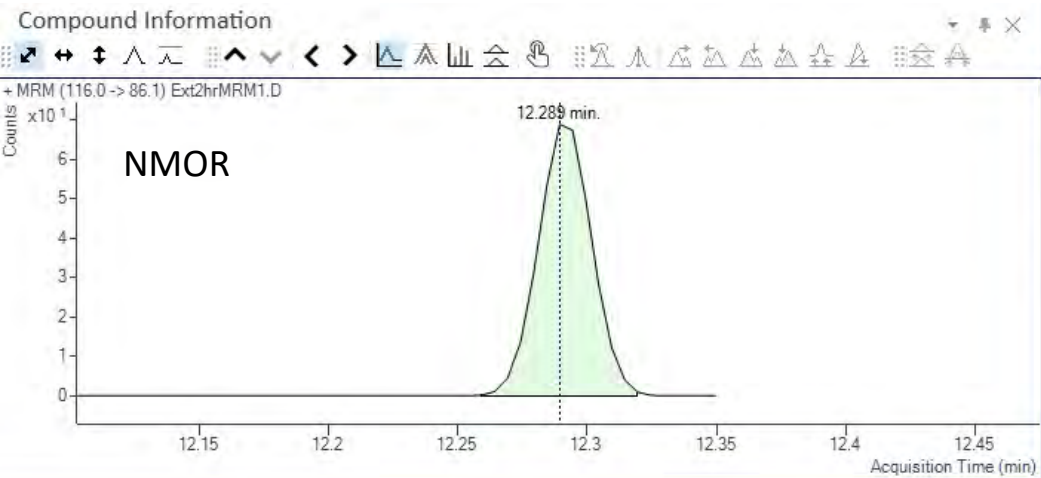 Compound Information
+ MRM (116.0 -> 86.1) Ext2hrMRM1.D
Counts
x10 1
6
5
4
3
2
1
0
NMOR
12.289 min.
12.15
12.2
12.25
12.3
12.35
12.4
12.45
Acquisition Time (min)